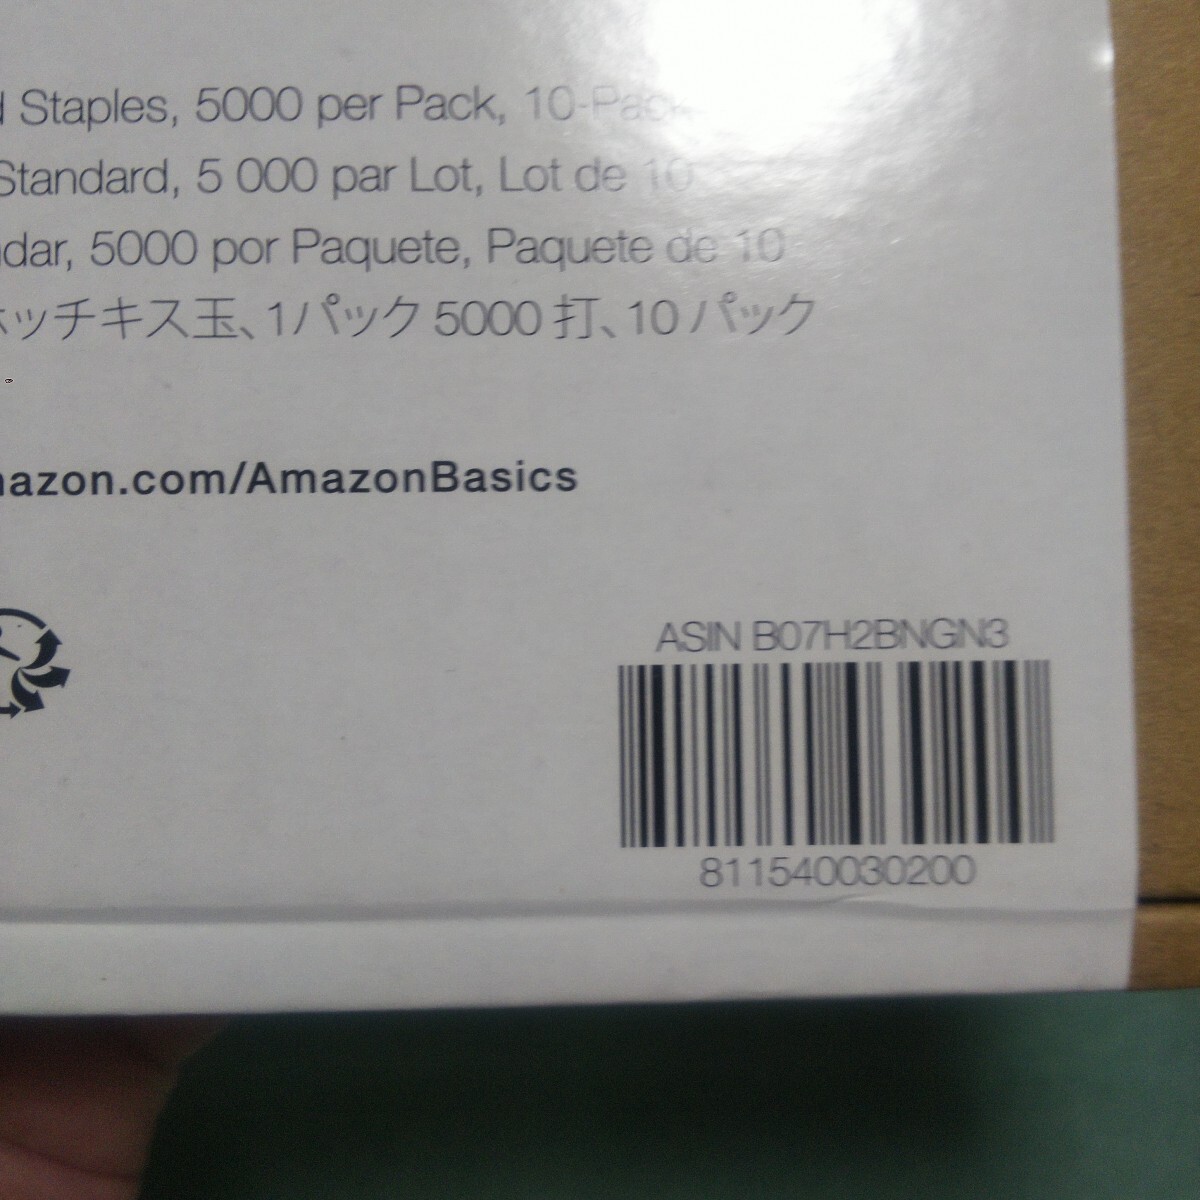 Staples, 5000 per Pack, 10-Pack
Standard, 5 000 par Lot, Lot de 10
dar, 5000 por Paquete, Paquete de 10
ホッチキス玉、1パック 5000 打、10 パック
mazon.com/AmazonBasics
ASIN B07H2BNGN3
811540030200